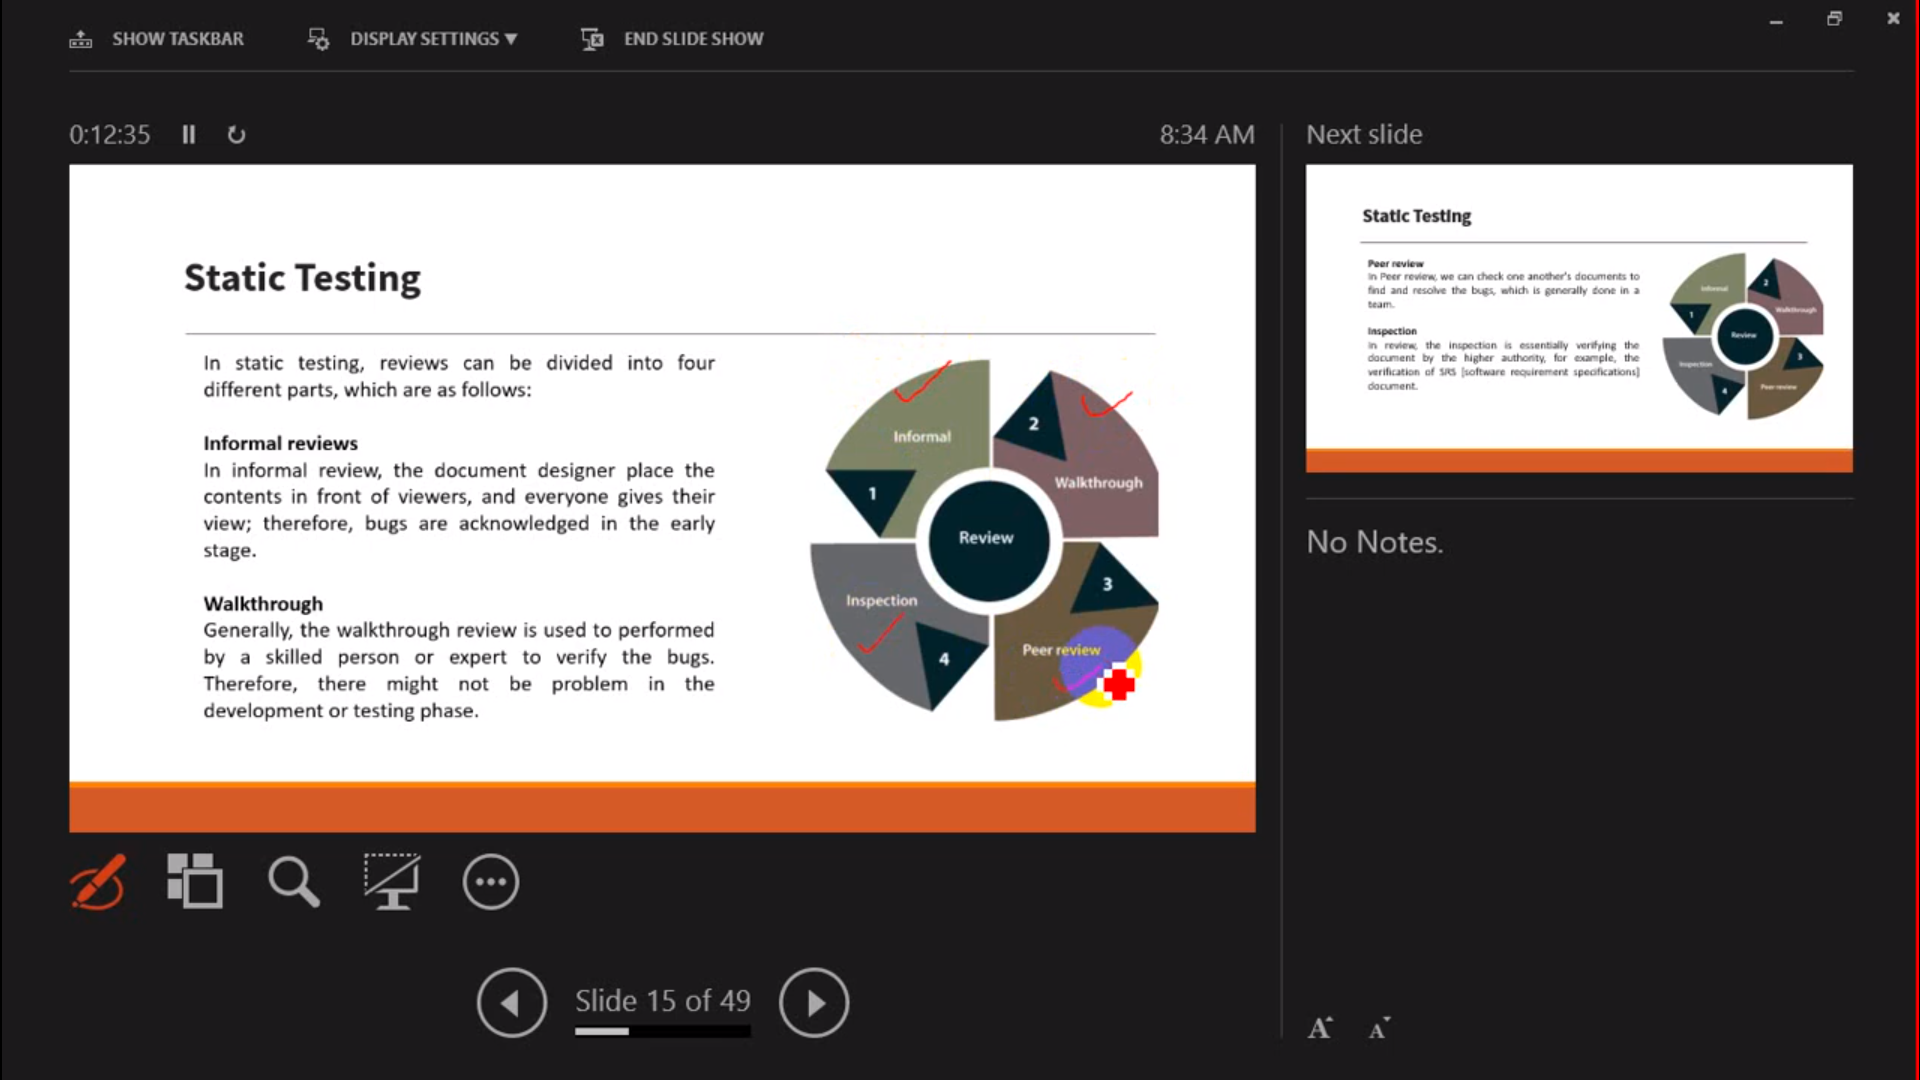 SHOW TASKBAR
DISPLAY SETTINGS ▼
END SLIDE SHOW
0:12:35
8:34 AM
Static Testing
In static testing, reviews can be divided into four
different parts, which are as follows:
Informal reviews
In informal review, the document designer place the
contents in front of viewers, and everyone gives their
view; therefore, bugs are acknowledged in the early
stage.
Walkthrough
Generally, the walkthrough review is used to performed
by a skilled person or expert to verify the bugs.
Therefore, there might not be problem in the
development or testing phase.
Informal
1
2
Walkthrough
Review
3
Peer review
Inspection
4
Next slide
Static Testing
Peer review
In Peer review, we can check one another's documents to
find and resolve the bugs, which is generally done in a
team.
Inspection
In review, the inspection is essentially verifying the
document by the higher authority, for example, the
verification of SRS [software requirement specifications]
document.
Informal
1
2
Walkthrough
Review
3
Peer review
Inspection
4
No Notes.
Slide 15 of 49
A
A